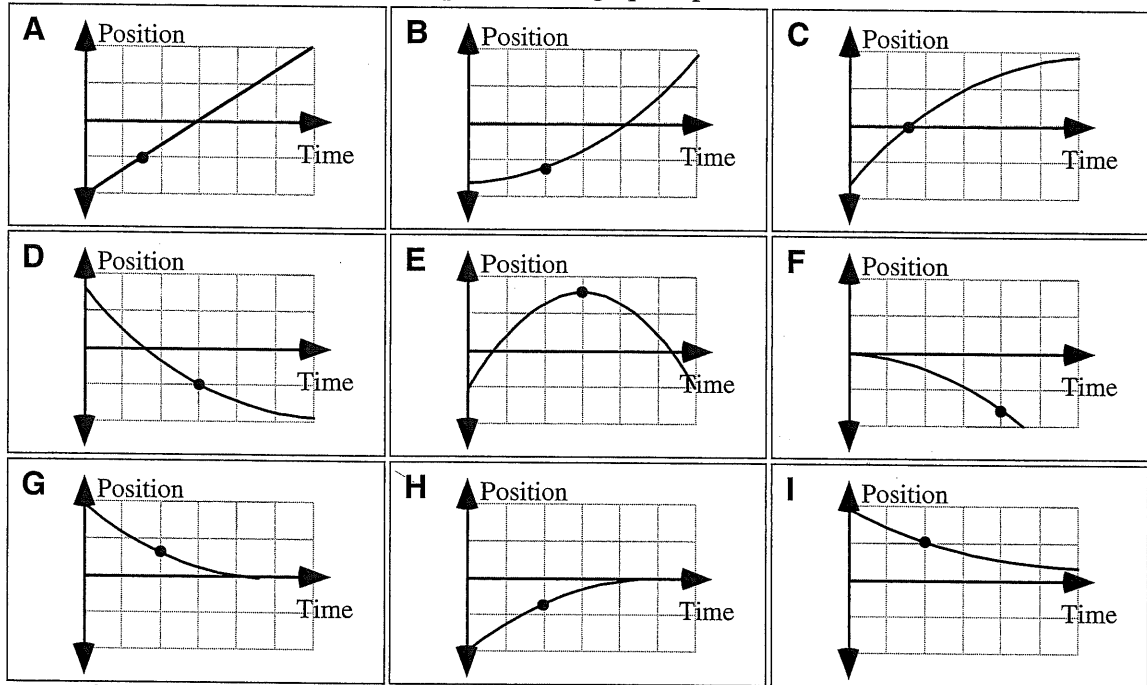 A Position
Time
B Position
Time
C Position
Time
D Position
Time
E Position
Time
F Position
Time
G Position
Time
H Position
Time
I Position
Time